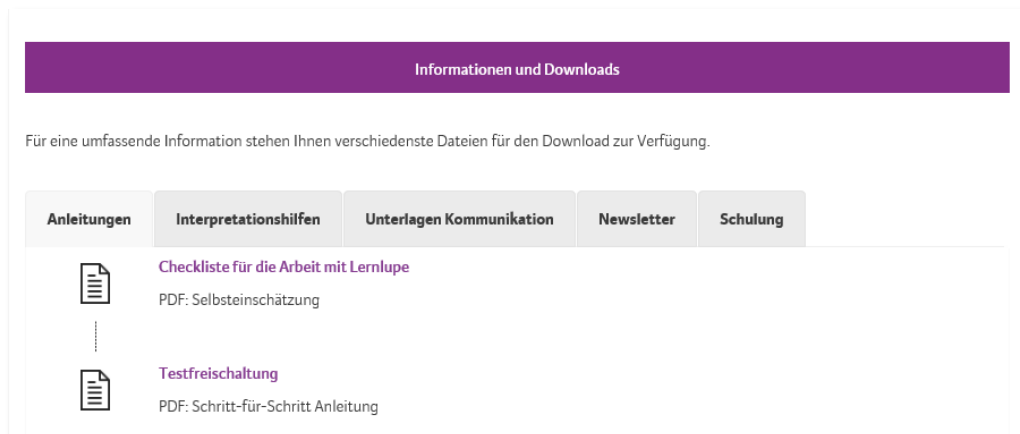 Informationen und Downloads
Für eine umfassende Information stehen Ihnen verschiedenste Dateien für den Download zur Verfügung.
Anleitungen Interpretationshilfen Unterlagen Kommunikation Newsletter Schulung
Checkliste für die Arbeit mit Lernlupe
PDF: Selbsteinschätzung
Testfreischaltung
PDF: Schritt-für-Schritt Anleitung